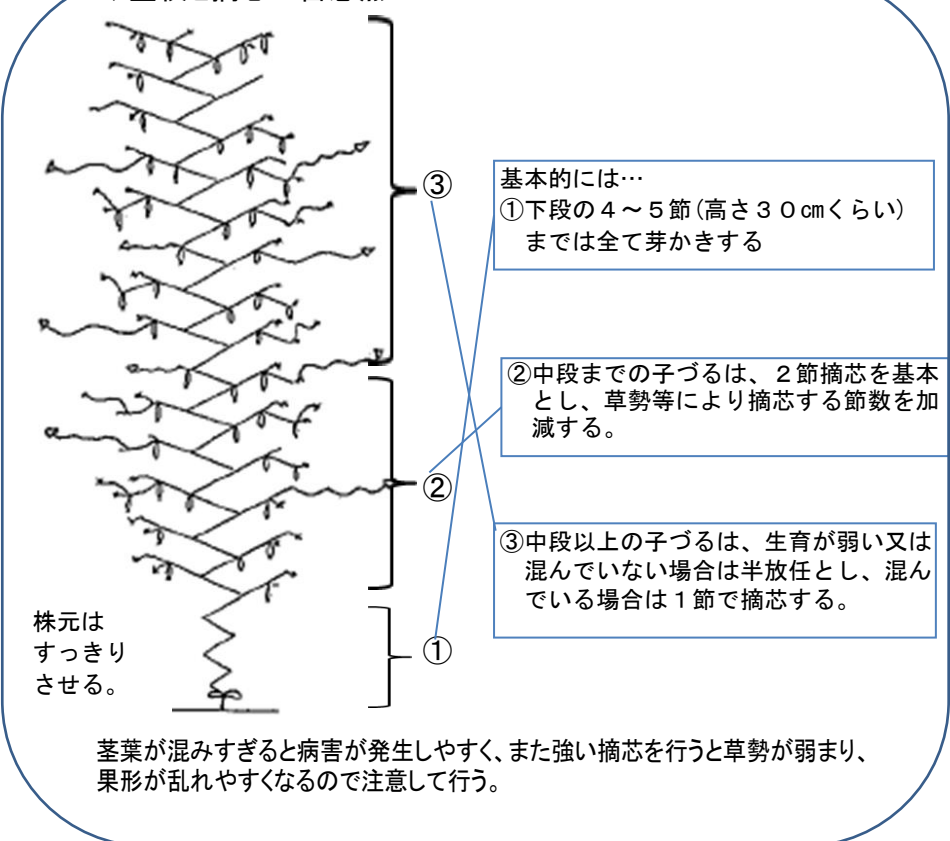 ③
②
①
株元は
すっきり
させる。
基本的には…
①下段の４～５節(高さ３０㎝くらい)
までは全て芽かきする
②中段までの子づるは、２節摘芯を基本
とし、草勢等により摘芯する節数を加
減する。
③中段以上の子づるは、生育が弱い又は
混んでいない場合は半放任とし、混ん
でいる場合は１節で摘芯する。
茎葉が混みすぎると病害が発生しやすく、また強い摘芯を行うと草勢が弱まり、
果形が乱れやすくなるので注意して行う。